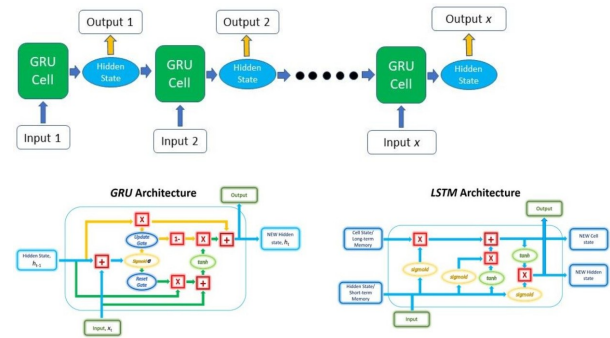 Output 1
Output 2
Output x
GRU
Cell
Hidden
State
GRU
Cell
Hidden
State
GRU
Cell
Hidden
State
Input 1
Input 2
Input x
GRU Architecture
Output
Hidden State,
hₜ₋₁
X
Update
Gate
1-
X
+
NEW Hidden
state, hₜ
+
Sigmoid σ
tanh
Reset
Gate
X
+
Input, xₜ
LSTM Architecture
Output
Cell State/
Long-term
Memory
X
+
NEW Cell state
X
tanh
sigmoid
sigmoid
tanh
X
NEW Hidden
state
Hidden State/
Short-term
Memory
sigmoid
Input